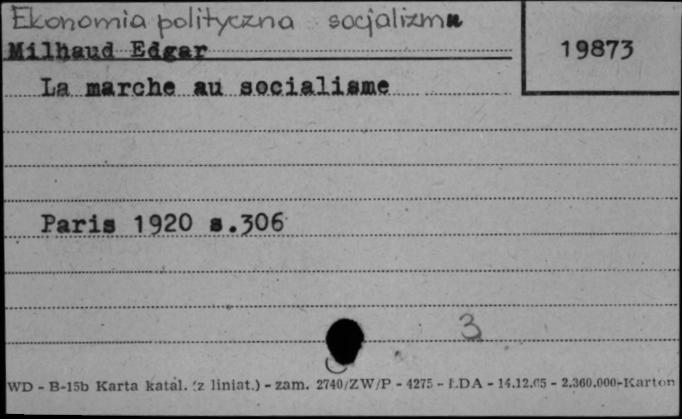 Ekonomia polityczna socjalizmu
Milhaud Edgar
19873
La marche au socialisme
Paris 1920 s.306
3
WD - B-15b Karta katal. (z liniat.) - zam. 2740/ZW/P - 4275 - LDA - 14.12.65 - 2.360.000-Karton